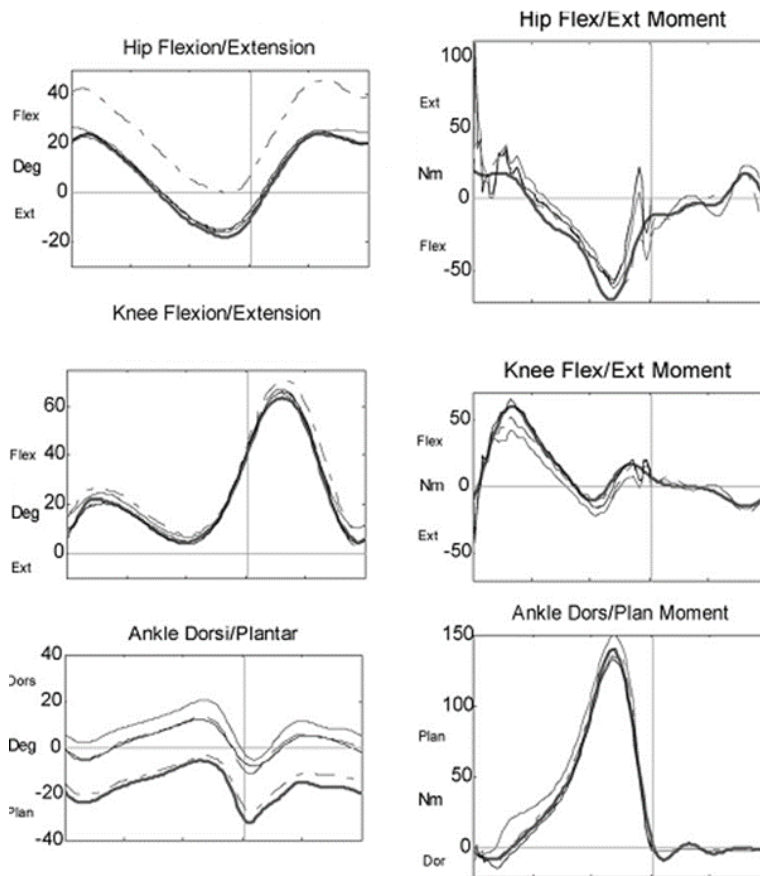 Hip Flexion/Extension
40
Flex
20
Deg
0
Ext
-20
Hip Flex/Ext Moment
100
Ext
50
Nm
0
Flex
-50
Knee Flexion/Extension
60
40
Flex
20
Deg
0
Ext
Knee Flex/Ext Moment
50
Flex
Nm
0
Ext
-50
Ankle Dorsi/Plantar
40
Dors
20
Deg
0
-20
Plan
-40
Ankle Dors/Plan Moment
150
100
Plan
50
Nm
0
Dor